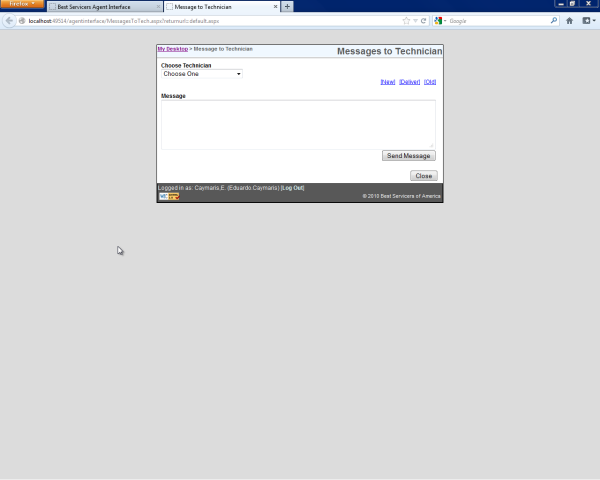 Firefox
Best Servicers Agent Interface
Message to Technician
localhost:49514/agentinterface/MessagesToTech.aspx?returnurl=default.aspx
Google
My Desktop > Message to Technician
Messages to Technician
Choose Technician
Choose One
[New] [Deliver] [Old]
Message
Send Message
Close
Logged in as: Caymaris,E. (Eduardo.Caymaris) [Log Out]
© 2010 Best Servicers of America